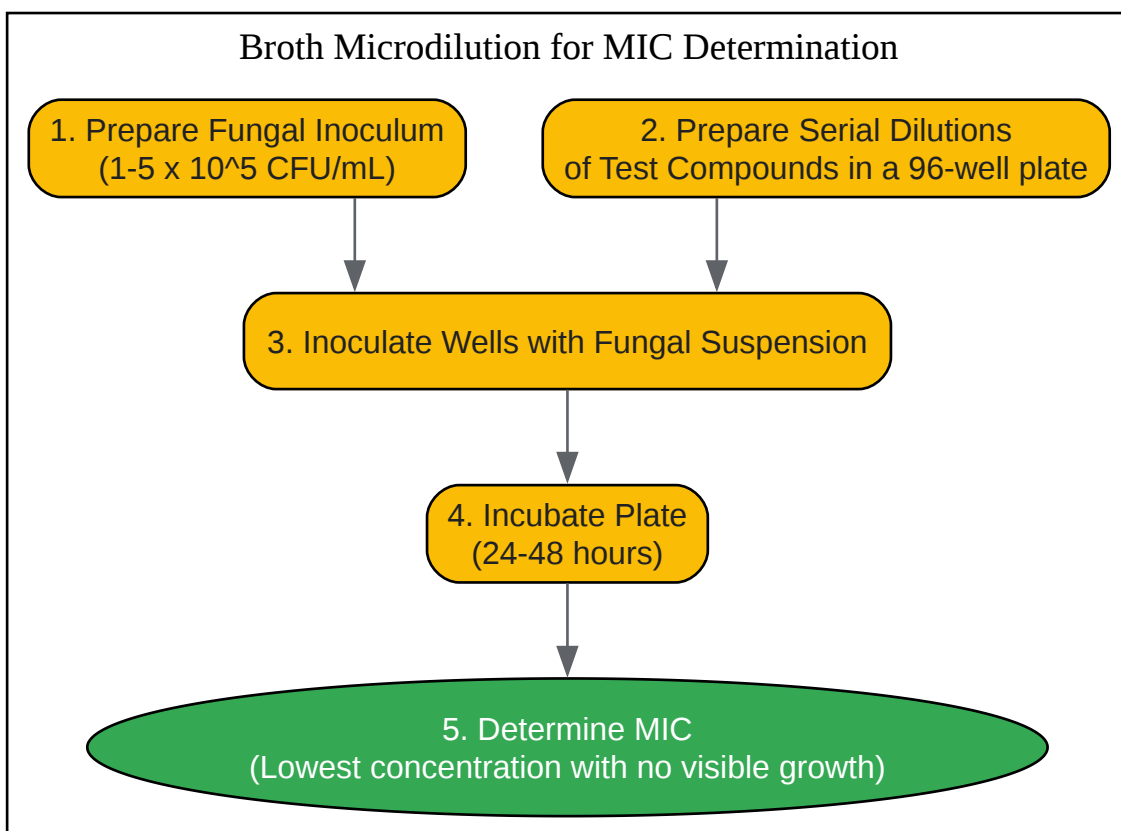 Broth Microdilution for MIC Determination
1. Prepare Fungal Inoculum
(1-5 x 10^5 CFU/mL)
2. Prepare Serial Dilutions
of Test Compounds in a 96-well plate
3. Inoculate Wells with Fungal Suspension
4. Incubate Plate
(24-48 hours)
5. Determine MIC
(Lowest concentration with no visible growth)